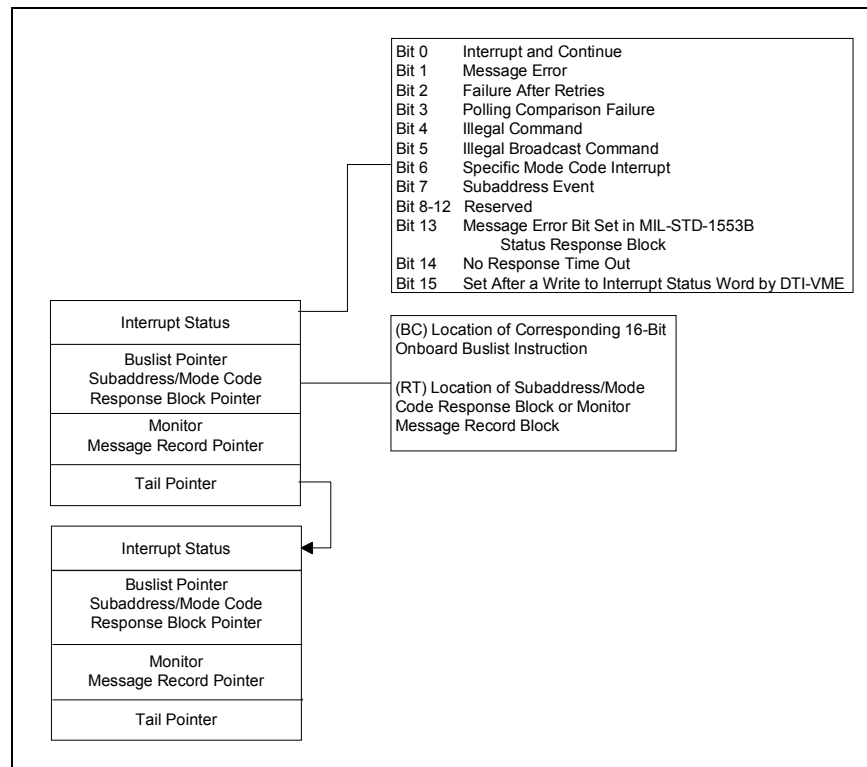 Bit 0 Interrupt and Continue
Bit 1 Message Error
Bit 2 Failure After Retries
Bit 3 Polling Comparison Failure
Bit 4 Illegal Command
Bit 5 Illegal Broadcast Command
Bit 6 Specific Mode Code Interrupt
Bit 7 Subaddress Event
Bit 8-12 Reserved
Bit 13 Message Error Bit Set in MIL-STD-1553B
Status Response Block
Bit 14 No Response Time Out
Bit 15 Set After a Write to Interrupt Status Word by DTI-VME
Interrupt Status
Buslist Pointer
Subaddress/Mode Code
Response Block Pointer
Monitor
Message Record Pointer
Tail Pointer
(BC) Location of Corresponding 16-Bit
Onboard Buslist Instruction
(RT) Location of Subaddress/Mode
Code Response Block or Monitor
Message Record Block
Interrupt Status
Buslist Pointer
Subaddress/Mode Code
Response Block Pointer
Monitor
Message Record Pointer
Tail Pointer